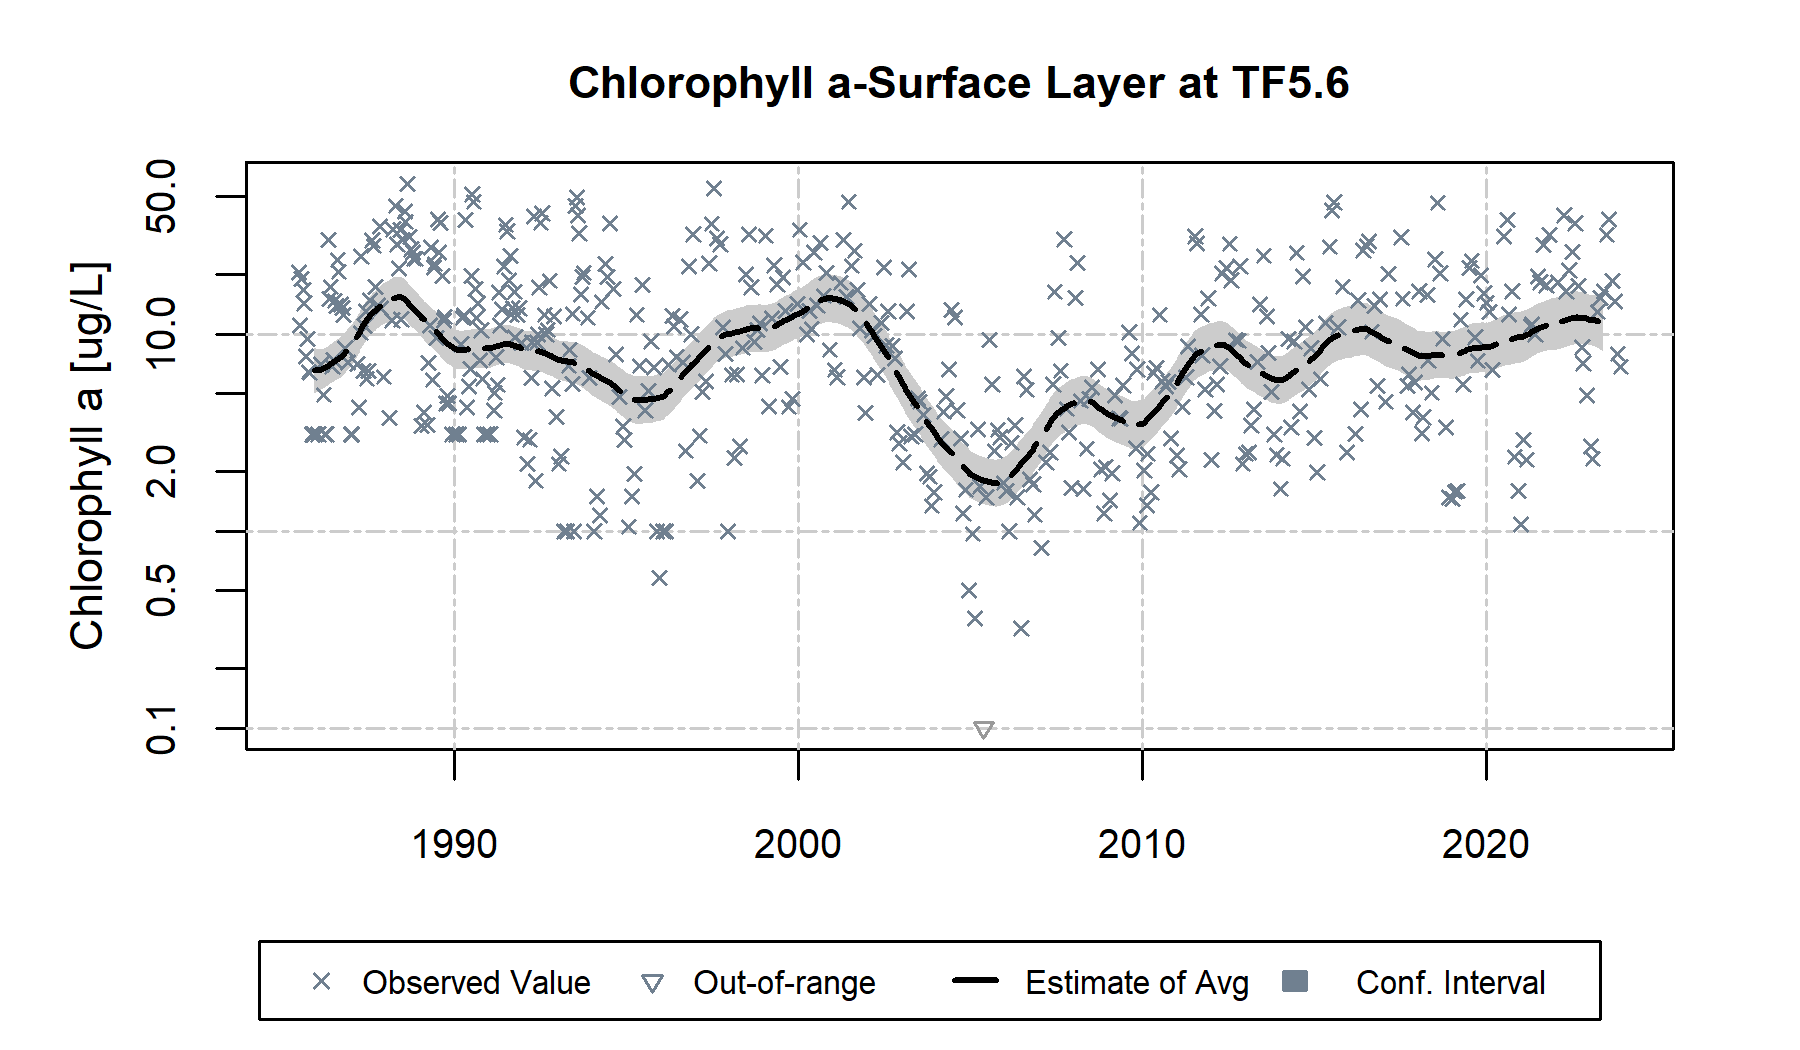 Chlorophyll a-Surface Layer at TF5.6
Chlorophyll a [ug/L]
50.0
10.0
2.0
0.5
0.1
1990 2000 2010 2020
Observed Value Out-of-range Estimate of Avg Conf. Interval